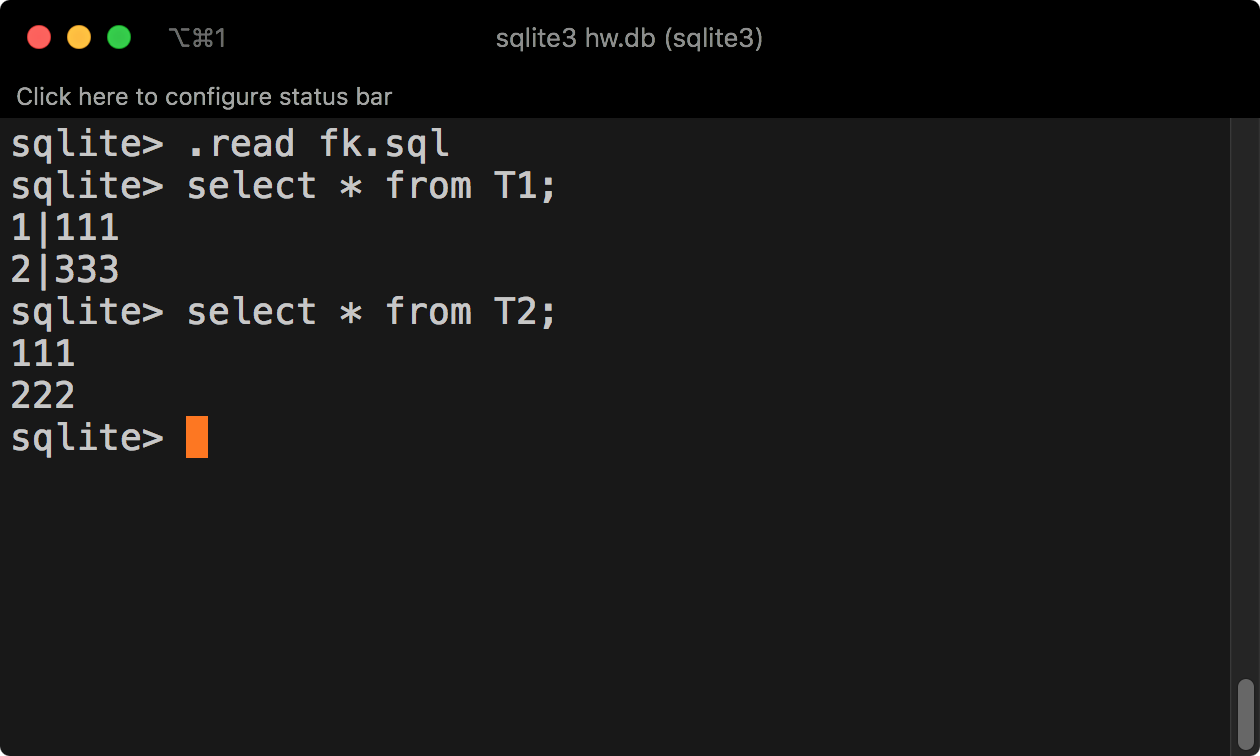 ⌥⌘1 sqlite3 hw.db (sqlite3)
Click here to configure status bar
sqlite> .read fk.sql
sqlite> select * from T1;
1|111
2|333
sqlite> select * from T2;
111
222
sqlite>